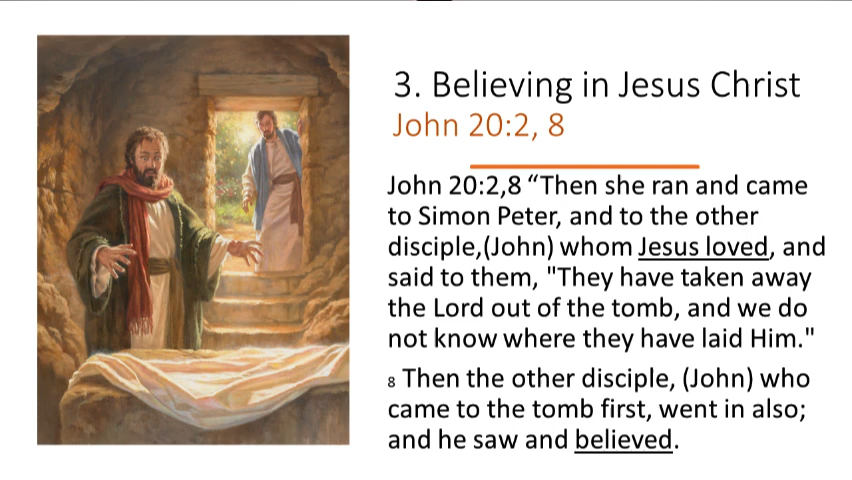 3. Believing in Jesus Christ
John 20:2, 8
John 20:2,8 “Then she ran and came
to Simon Peter, and to the other
disciple,(John) whom Jesus loved, and
said to them, "They have taken away
the Lord out of the tomb, and we do
not know where they have laid Him."
8 Then the other disciple, (John) who
came to the tomb first, went in also;
and he saw and believed.